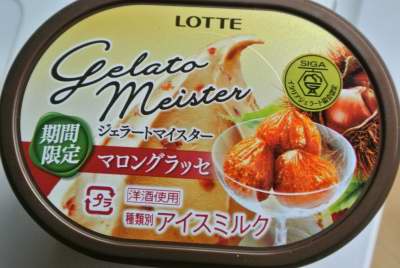 LOTTE
Gelato
Meister
SIGA
期間
限定
ジェラートマイスター
マロングラッセ
プラ
洋酒使用
種類別 アイスミルク